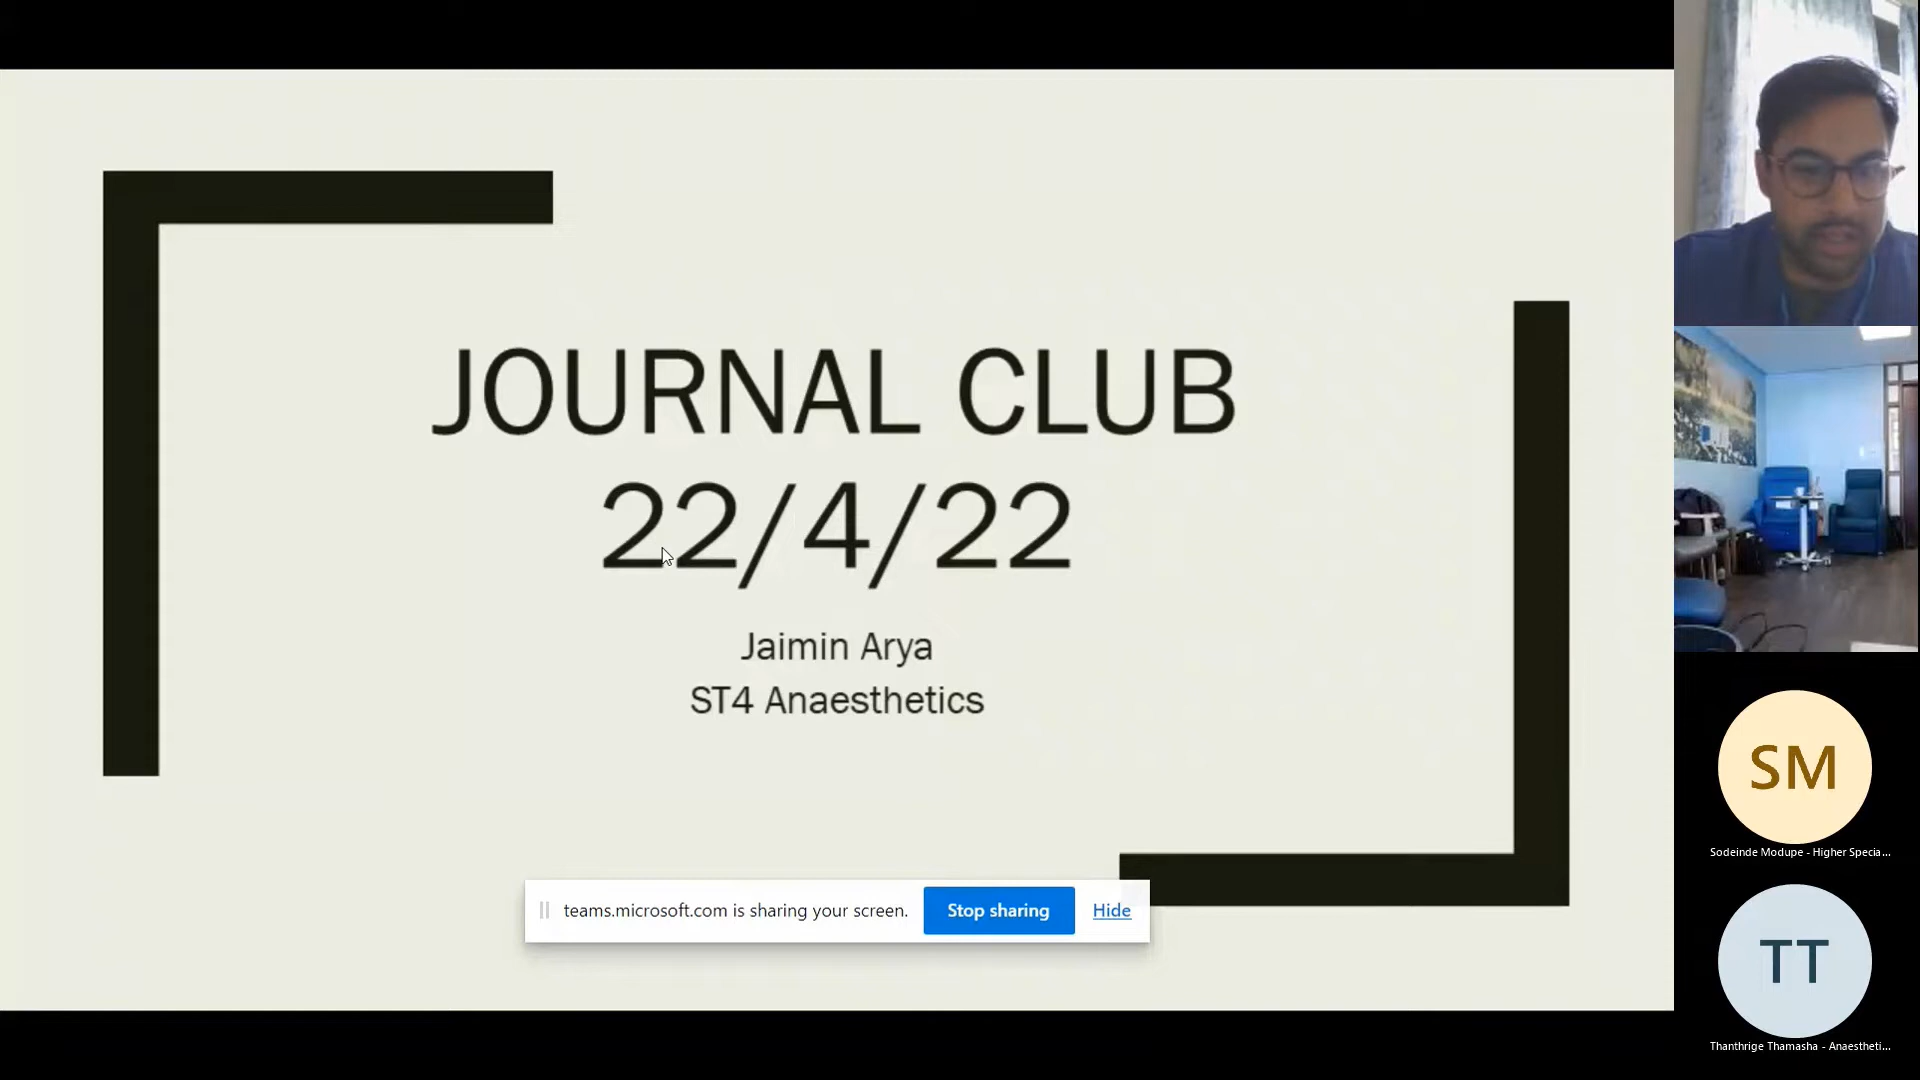 JOURNAL CLUB
22/4/22
Jaimin Arya
ST4 Anaesthetics
teams.microsoft.com is sharing your screen.
Stop sharing
Hide
SM
Sodeinde Modupe - Higher Specia...
TT
Thanthrige Thamasha - Anaestheti...